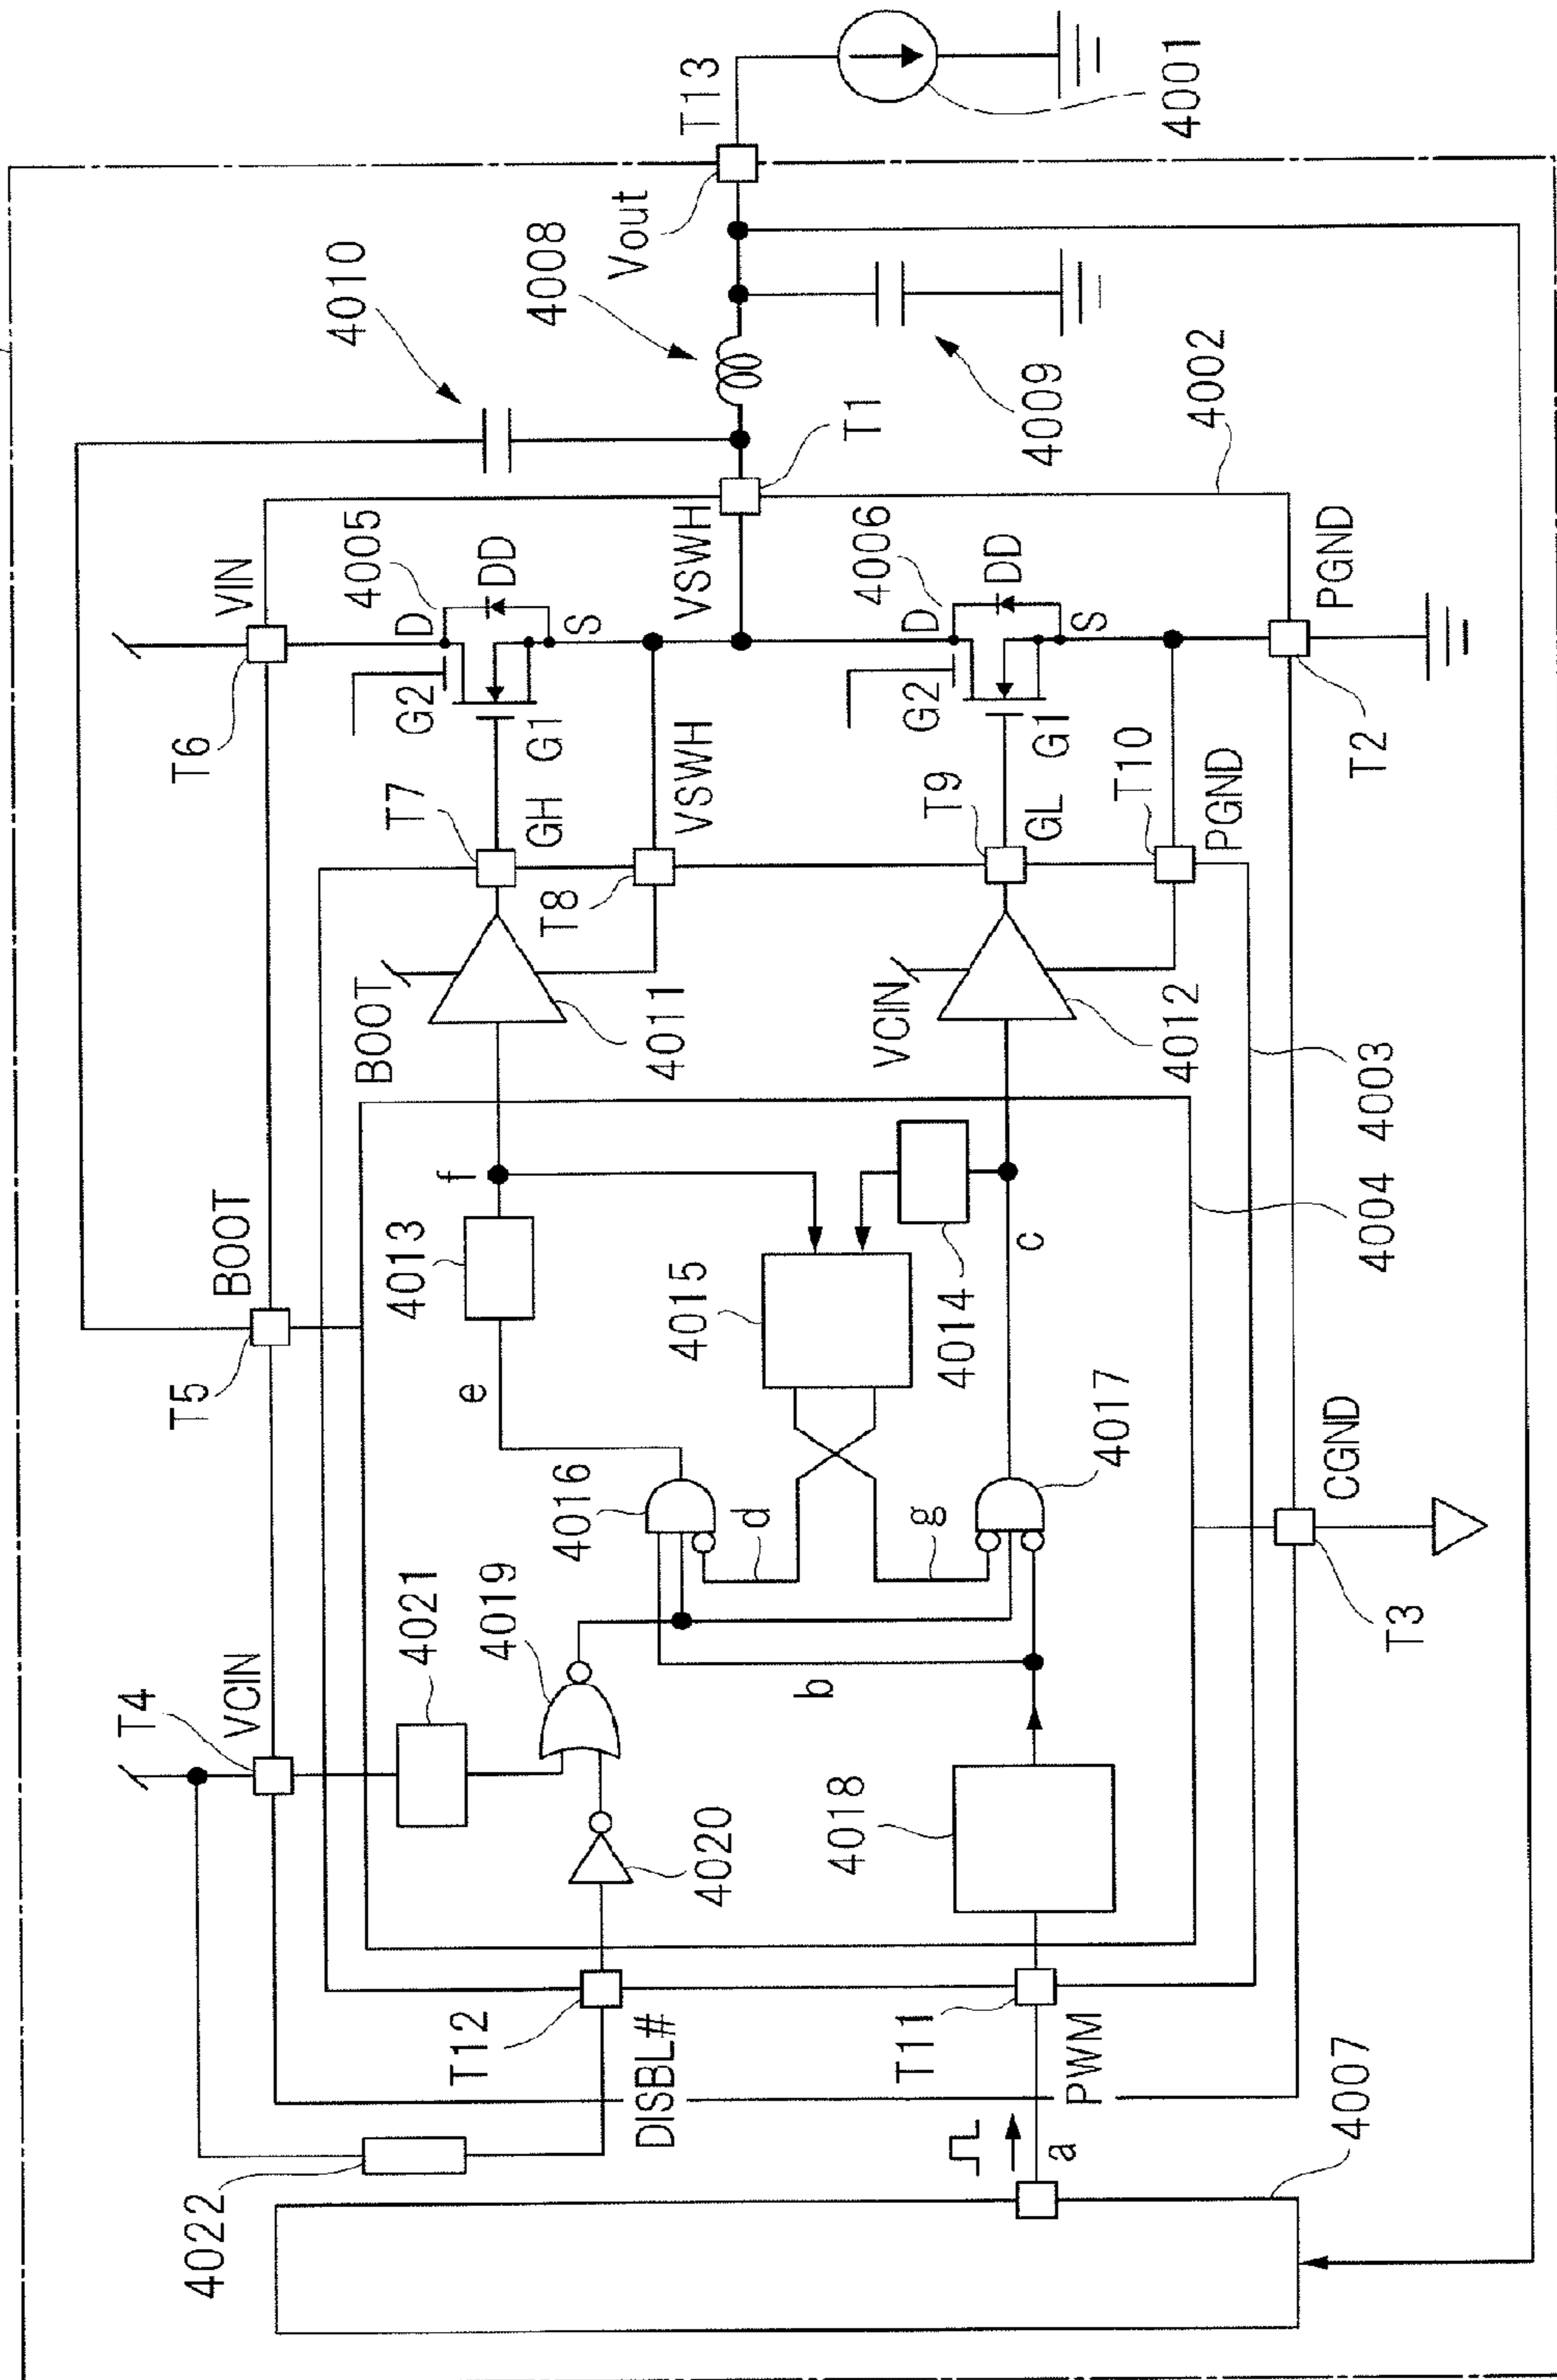 4010
4008
Vout
T13
4001
4009
T1
4002
VIN
T6
D
4005
DD
S
G2
G1
VSWH
D
4006
DD
S
G2
G1
PGND
T2
T7
GH
VSWH
T8
T9
GL
T10
PGND
BOOT
4011
VCIN
4012
4003
4004
BOOT
T5
f
4013
e
4015
4014
c
4016
d
g
4017
CGND
T3
T4
VCIN
4021
4019
b
4020
4018
T12
DISBL#
T11
PWM
a
4022
4007